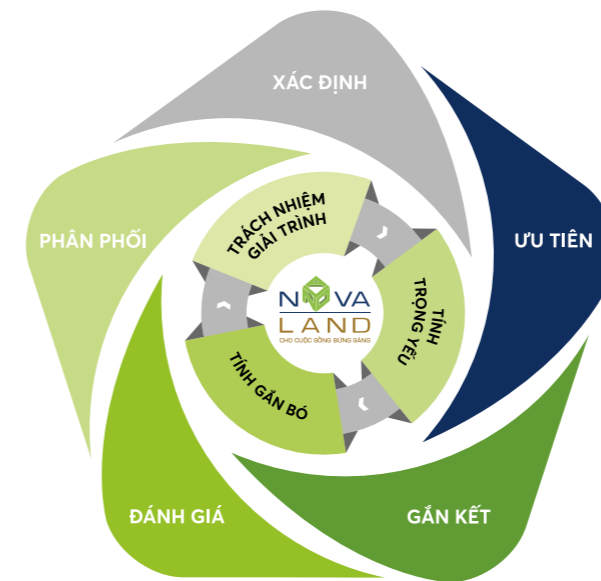 XÁC ĐỊNH
ƯU TIÊN
GẮN KẾT
ĐÁNH GIÁ
PHÂN PHỐI
TRÁCH NHIỆM
GIẢI TRÌNH
TÍNH
TRỌNG YẾU
TÍNH GẮN BÓ
NOVA
LAND
CHO CUỘC SỐNG BỪNG SÁNG